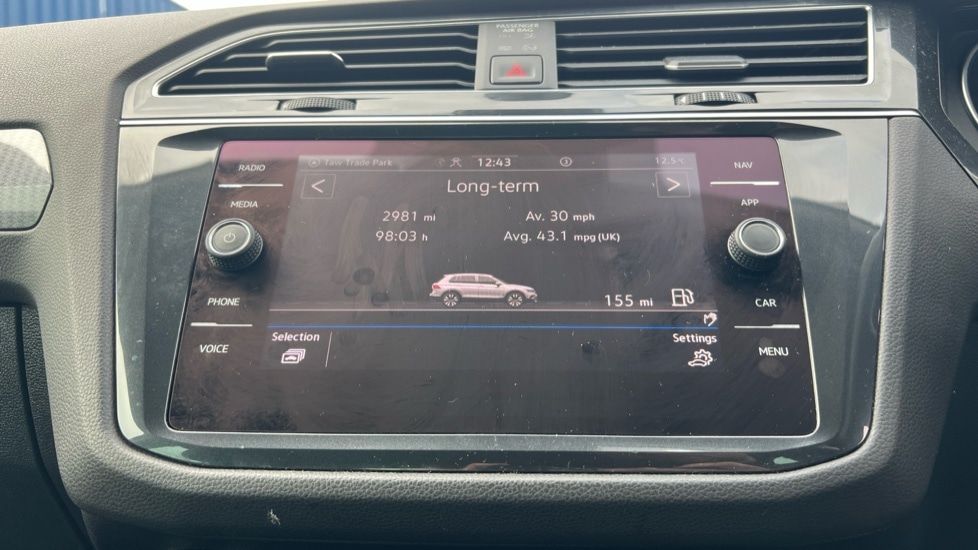 PASSENGER
AIR BAG
RADIO
MEDIA
PHONE
VOICE
Taw Trade Park
12:43
12.5°C
Long-term
2981 mi
Av. 30 mph
98:03 h
Avg. 43.1 mpg (UK)
155 mi
Selection
Settings
NAV
APP
CAR
MENU